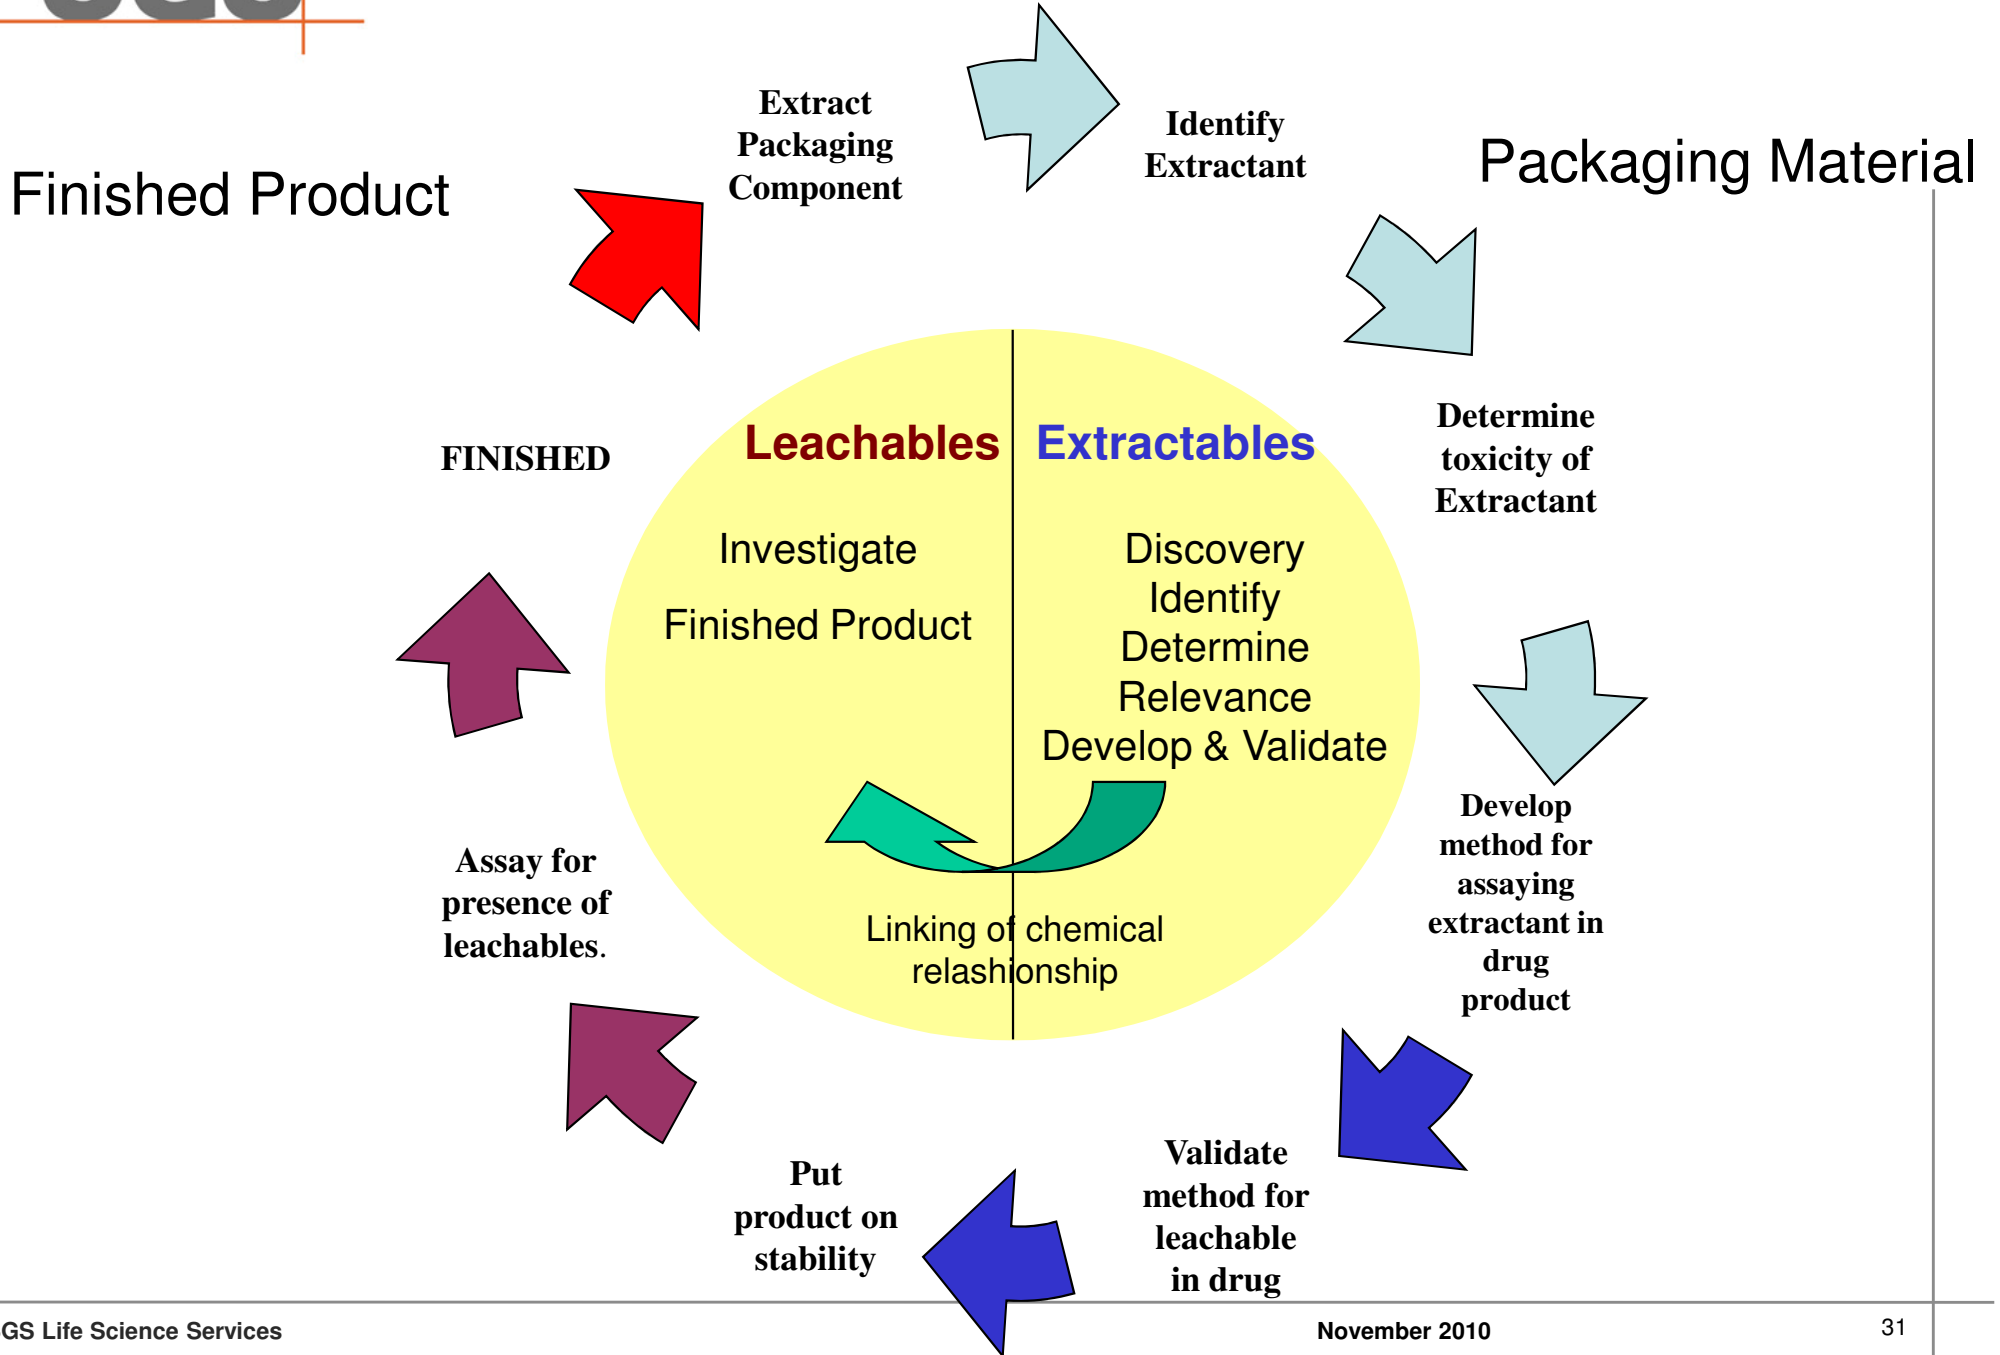 Finished Product
Extract
Packaging
Component
Identify
Extractant
Packaging Material
Determine
toxicity of
Extractant
Develop
method for
assaying
extractant in
drug
product
Validate
method for
leachable
in drug
Put
product on
stability
Assay for
presence of
leachables.
FINISHED
Leachables
Investigate
Finished Product
Extractables
Discovery
Identify
Determine
Relevance
Develop & Validate
Linking of chemical
relashionship
GS Life Science Services
November 2010
31